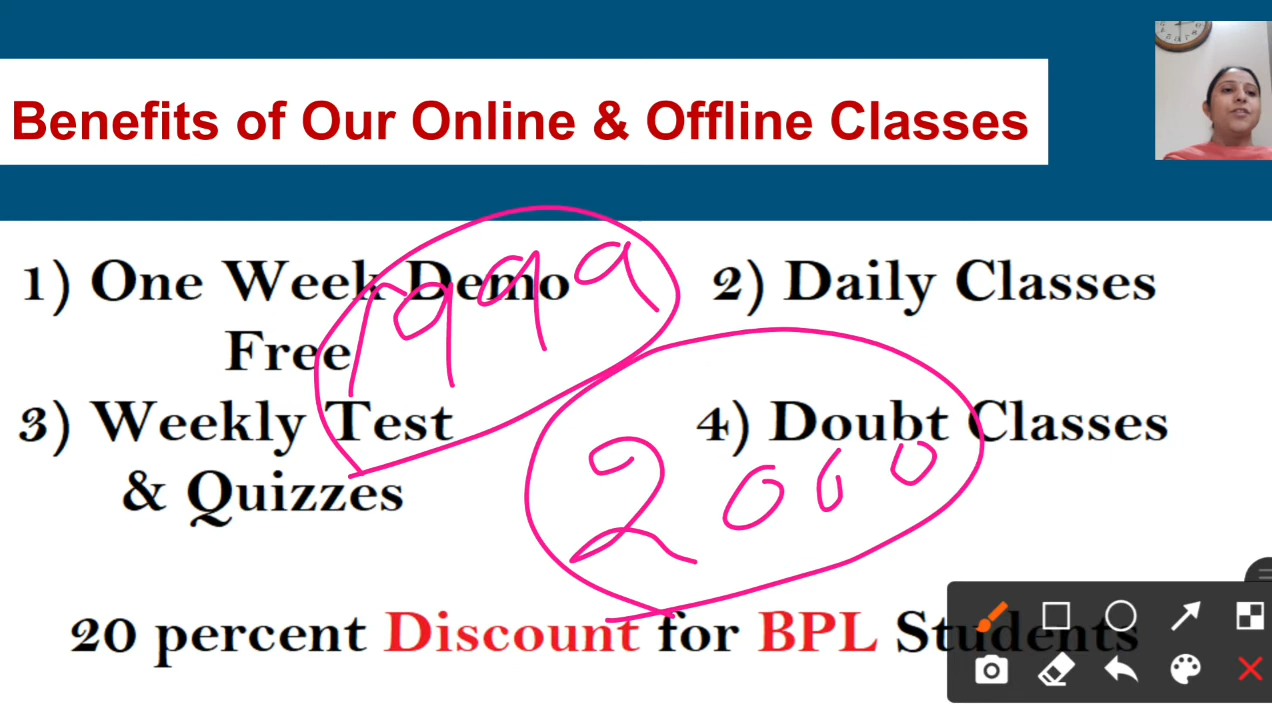 Benefits of Our Online & Offline Classes
1) One Week Demo
Free
2) Daily Classes
3) Weekly Test
& Quizzes
4) Doubt Classes
1999
2000
20 percent Discount for BPL Students